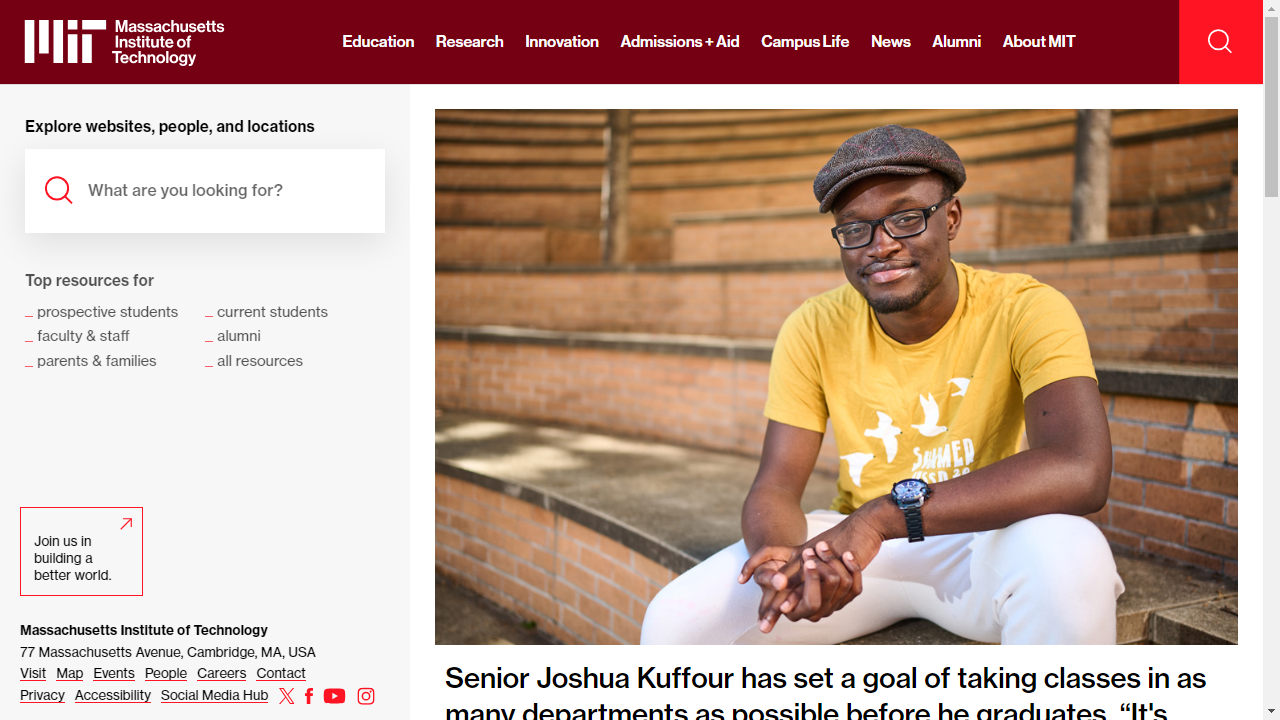 Massachusetts
Institute of
Technology
Education Research Innovation Admissions + Aid Campus Life News Alumni About MIT
Explore websites, people, and locations
What are you looking for?
Top resources for
_ prospective students
_ current students
_ faculty & staff
_ alumni
_ parents & families
_ all resources
Join us in
building a
better world.
Massachusetts Institute of Technology
77 Massachusetts Avenue, Cambridge, MA, USA
Visit Map Events People Careers Contact
Privacy Accessibility Social Media Hub
SUMMER
Senior Joshua Kuffour has set a goal of taking classes in as
many departments as possible before he graduates. “It's